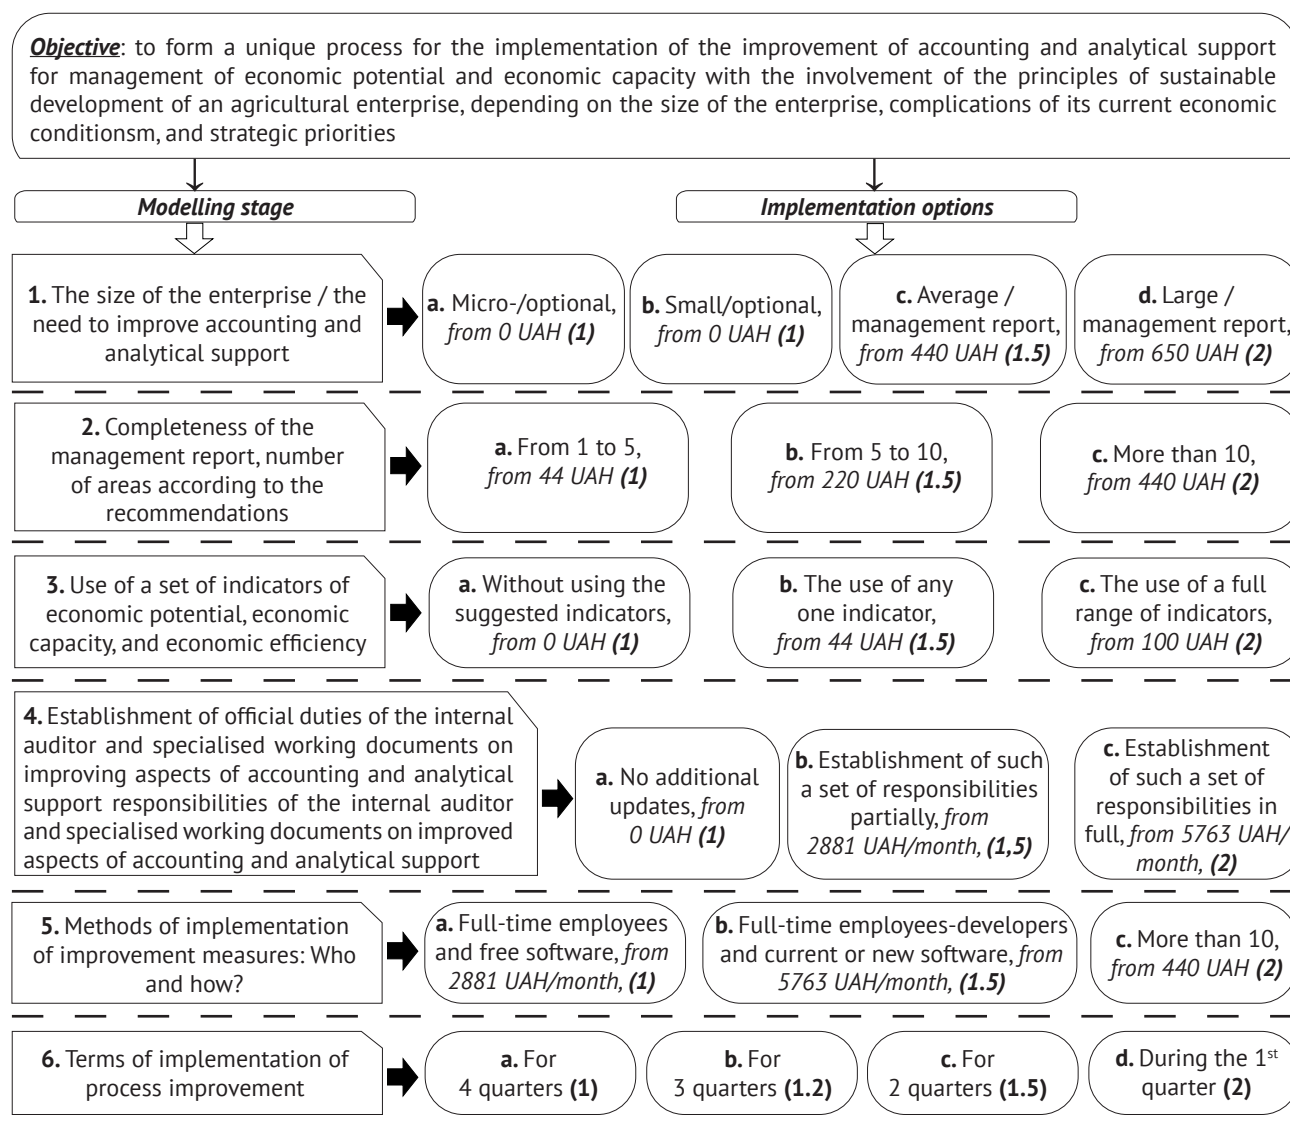 Objective: to form a unique process for the implementation of the improvement of accounting and analytical support
for management of economic potential and economic capacity with the involvement of the principles of sustainable
development of an agricultural enterprise, depending on the size of the enterprise, complications of its current economic
conditionsm, and strategic priorities
Modelling stage
Implementation options
1. The size of the enterprise / the
need to improve accounting and
analytical support
a. Micro-/optional,
from 0 UAH (1)
b. Small/optional,
from 0 UAH (1)
c. Average /
management report,
from 440 UAH (1.5)
d. Large /
management report,
from 650 UAH (2)
2. Completeness of the
management report, number
of areas according to the
recommendations
a. From 1 to 5,
from 44 UAH (1)
b. From 5 to 10,
from 220 UAH (1.5)
c. More than 10,
from 440 UAH (2)
3. Use of a set of indicators of
economic potential, economic
capacity, and economic efficiency
a. Without using the
suggested indicators,
from 0 UAH (1)
b. The use of any
one indicator,
from 44 UAH (1.5)
c. The use of a full
range of indicators,
from 100 UAH (2)
4. Establishment of official duties of the internal
auditor and specialised working documents on
improving aspects of accounting and analytical
support responsibilities of the internal auditor
and specialised working documents on improved
aspects of accounting and analytical support
a. No additional
updates, from
0 UAH (1)
b. Establishment of such
a set of responsibilities
partially, from
2881 UAH/month, (1,5)
c. Establishment
of such a set of
responsibilities in
full, from 5763 UAH/
month, (2)
5. Methods of implementation
of improvement measures: Who
and how?
a. Full-time employees
and free software, from
2881 UAH/month, (1)
b. Full-time employees-developers
and current or new software, from
5763 UAH/month, (1.5)
c. More than 10,
from 440 UAH (2)
6. Terms of implementation of
process improvement
a. For
4 quarters (1)
b. For
3 quarters (1.2)
c. For
2 quarters (1.5)
d. During the 1st
quarter (2)